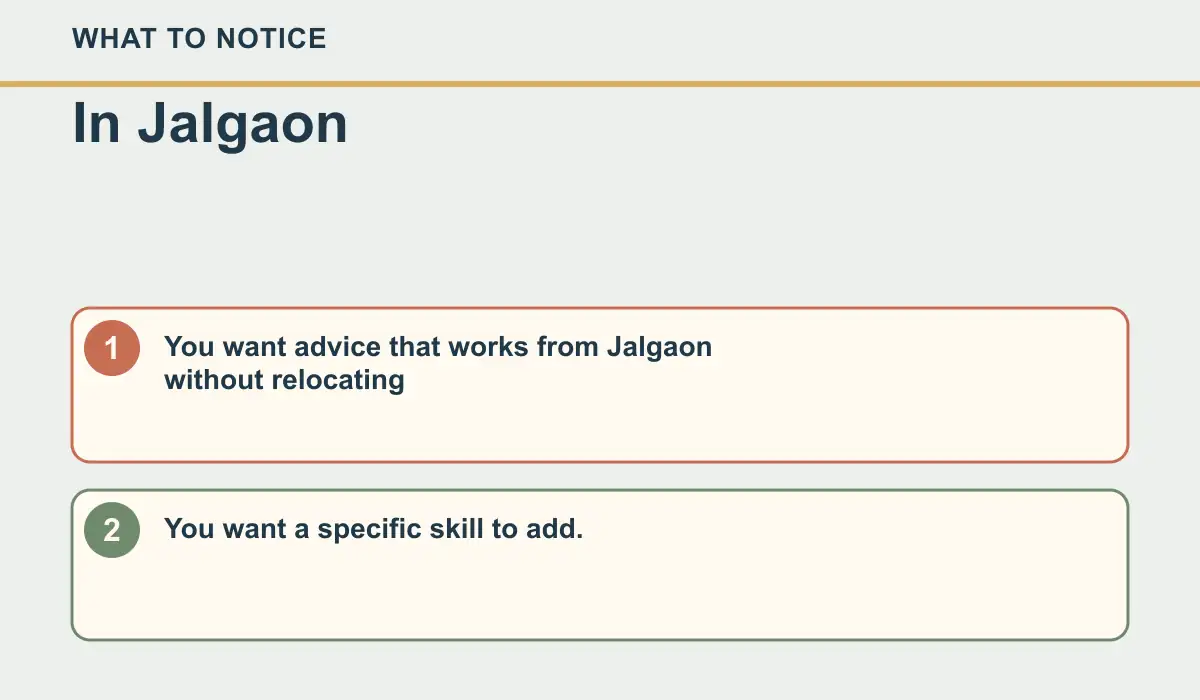 WHAT TO NOTICE
In Jalgaon
1
You want advice that works from Jalgaon
without relocating
2
You want a specific skill to add.